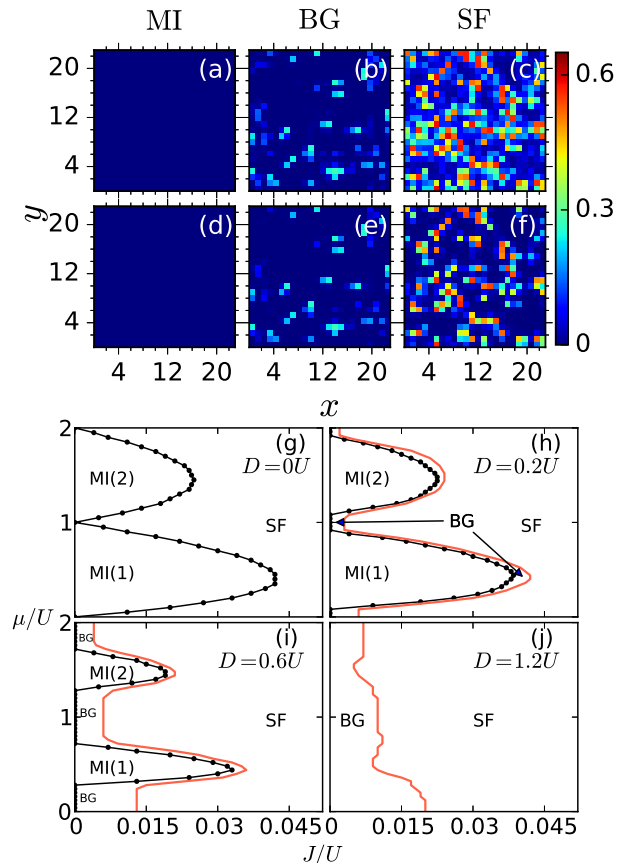 MI BG SF
(a) (b) (c)
20
12
4
(d) (e) (f)
20
12
4
0.6
0.3
0
y
4 12 20 4 12 20 4 12 20
x
2
1
2
(g) D=0U
MI(2)
SF
MI(1)
(h) D=0.2U
MI(2)
BG SF
MI(1)
μ/U
2
1
0
(i) D=0.6U
BG
MI(2)
BG SF
MI(1)
BG
(j) D=1.2U
BG SF
0 0.015 0.03 0.045 0 0.015 0.03 0.045
J/U